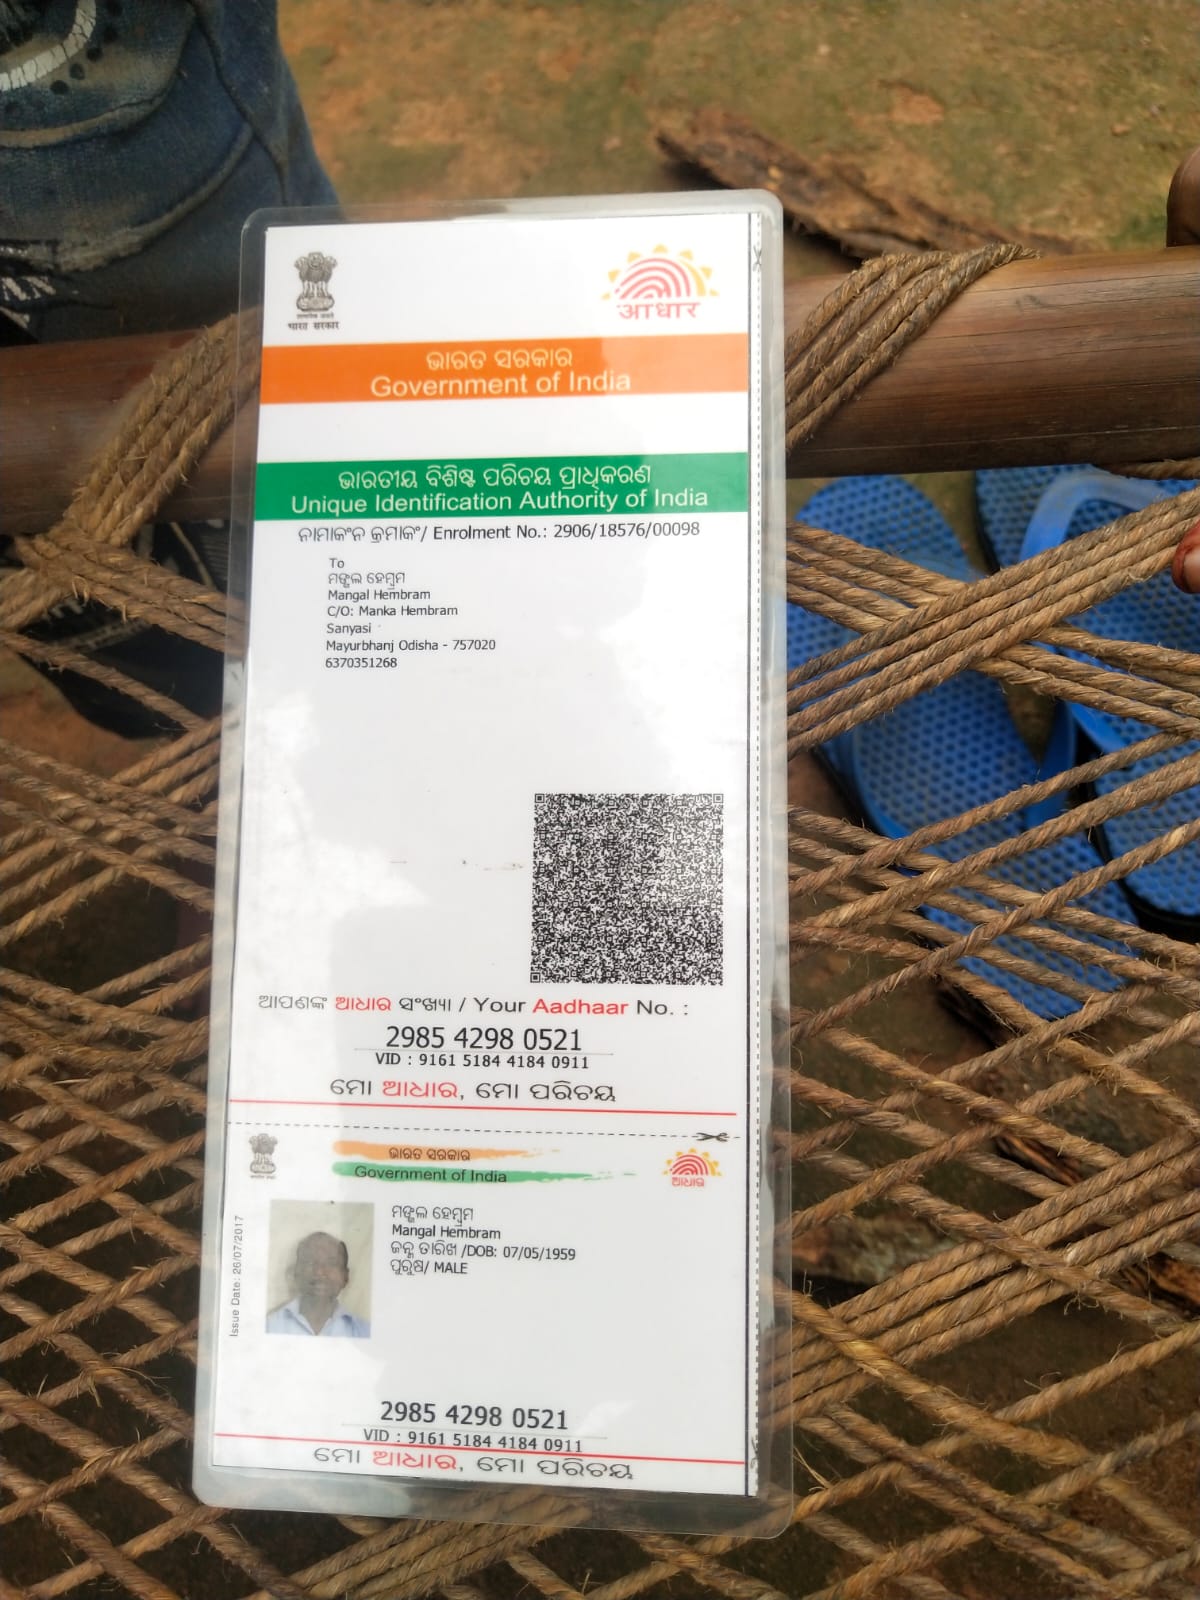 भारत सरकार
आधार
ଭାରତ ସରକାର
Government of India
ଭାରତୀୟ ବିଶିଷ୍ଟ ପରିଚୟ ପ୍ରାଧିକରଣ
Unique Identification Authority of India
ନାମାକଂନ କ୍ରମାକଂ/ Enrolment No.: 2906/18576/00098
To
ମଙ୍ଗଲ ହେମ୍ବ୍ରମ
Mangal Hembram
C/O: Manka Hembram
Sanyasi
Mayurbhanj Odisha - 757020
6370351268
ଆପଣଙ୍କ ଆଧାର ସଂଖ୍ୟା / Your Aadhaar No. :
2985 4298 0521
VID : 9161 5184 4184 0911
ମୋ ଆଧାର, ମୋ ପରିଚୟ
ଭାରତ ସରକାର
Government of India
ଆଧାର
Issue Date: 26/07/2017
ମଙ୍ଗଲ ହେମ୍ବ୍ରମ
Mangal Hembram
ଜନ୍ମ ତାରିଖ /DOB: 07/05/1959
ପୁରୁଷ/ MALE
2985 4298 0521
VID : 9161 5184 4184 0911
ମୋ ଆଧାର, ମୋ ପରିଚୟ